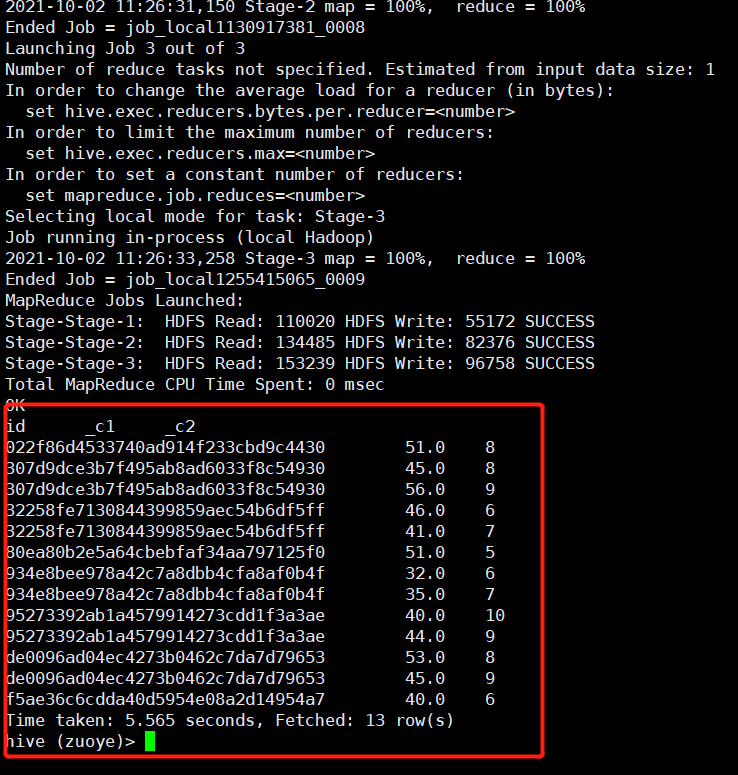 2021-10-02 11:26:31,150 Stage-2 map = 100%,  reduce = 100%
Ended Job = job_local1130917381_0008
Launching Job 3 out of 3
Number of reduce tasks not specified. Estimated from input data size: 1
In order to change the average load for a reducer (in bytes):
  set hive.exec.reducers.bytes.per.reducer=<number>
In order to limit the maximum number of reducers:
  set hive.exec.reducers.max=<number>
In order to set a constant number of reducers:
  set mapreduce.job.reduces=<number>
Selecting local mode for task: Stage-3
Job running in-process (local Hadoop)
2021-10-02 11:26:33,258 Stage-3 map = 100%,  reduce = 100%
Ended Job = job_local1255415065_0009
MapReduce Jobs Launched:
Stage-Stage-1:  HDFS Read: 110020 HDFS Write: 55172 SUCCESS
Stage-Stage-2:  HDFS Read: 134485 HDFS Write: 82376 SUCCESS
Stage-Stage-3:  HDFS Read: 153239 HDFS Write: 96758 SUCCESS
Total MapReduce CPU Time Spent: 0 msec
OK
id      _c1     _c2
022f86d4533740ad914f233cbd9c4430        51.0    8
307d9dce3b7f495ab8ad6033f8c54930        45.0    8
307d9dce3b7f495ab8ad6033f8c54930        56.0    9
32258fe7130844399859aec54b6df5ff        46.0    6
32258fe7130844399859aec54b6df5ff        41.0    7
80ea80b2e5a64cbebfaf34aa797125f0        51.0    5
934e8bee978a42c7a8dbb4cfa8af0b4f        32.0    6
934e8bee978a42c7a8dbb4cfa8af0b4f        35.0    7
95273392ab1a4579914273cdd1f3a3ae        40.0    10
95273392ab1a4579914273cdd1f3a3ae        44.0    9
de0096ad04ec4273b0462c7da7d79653        53.0    8
de0096ad04ec4273b0462c7da7d79653        45.0    9
f5ae36c6cdda40d5954e08a2d14954a7        40.0    6
Time taken: 5.565 seconds, Fetched: 13 row(s)
hive (zuoye)>